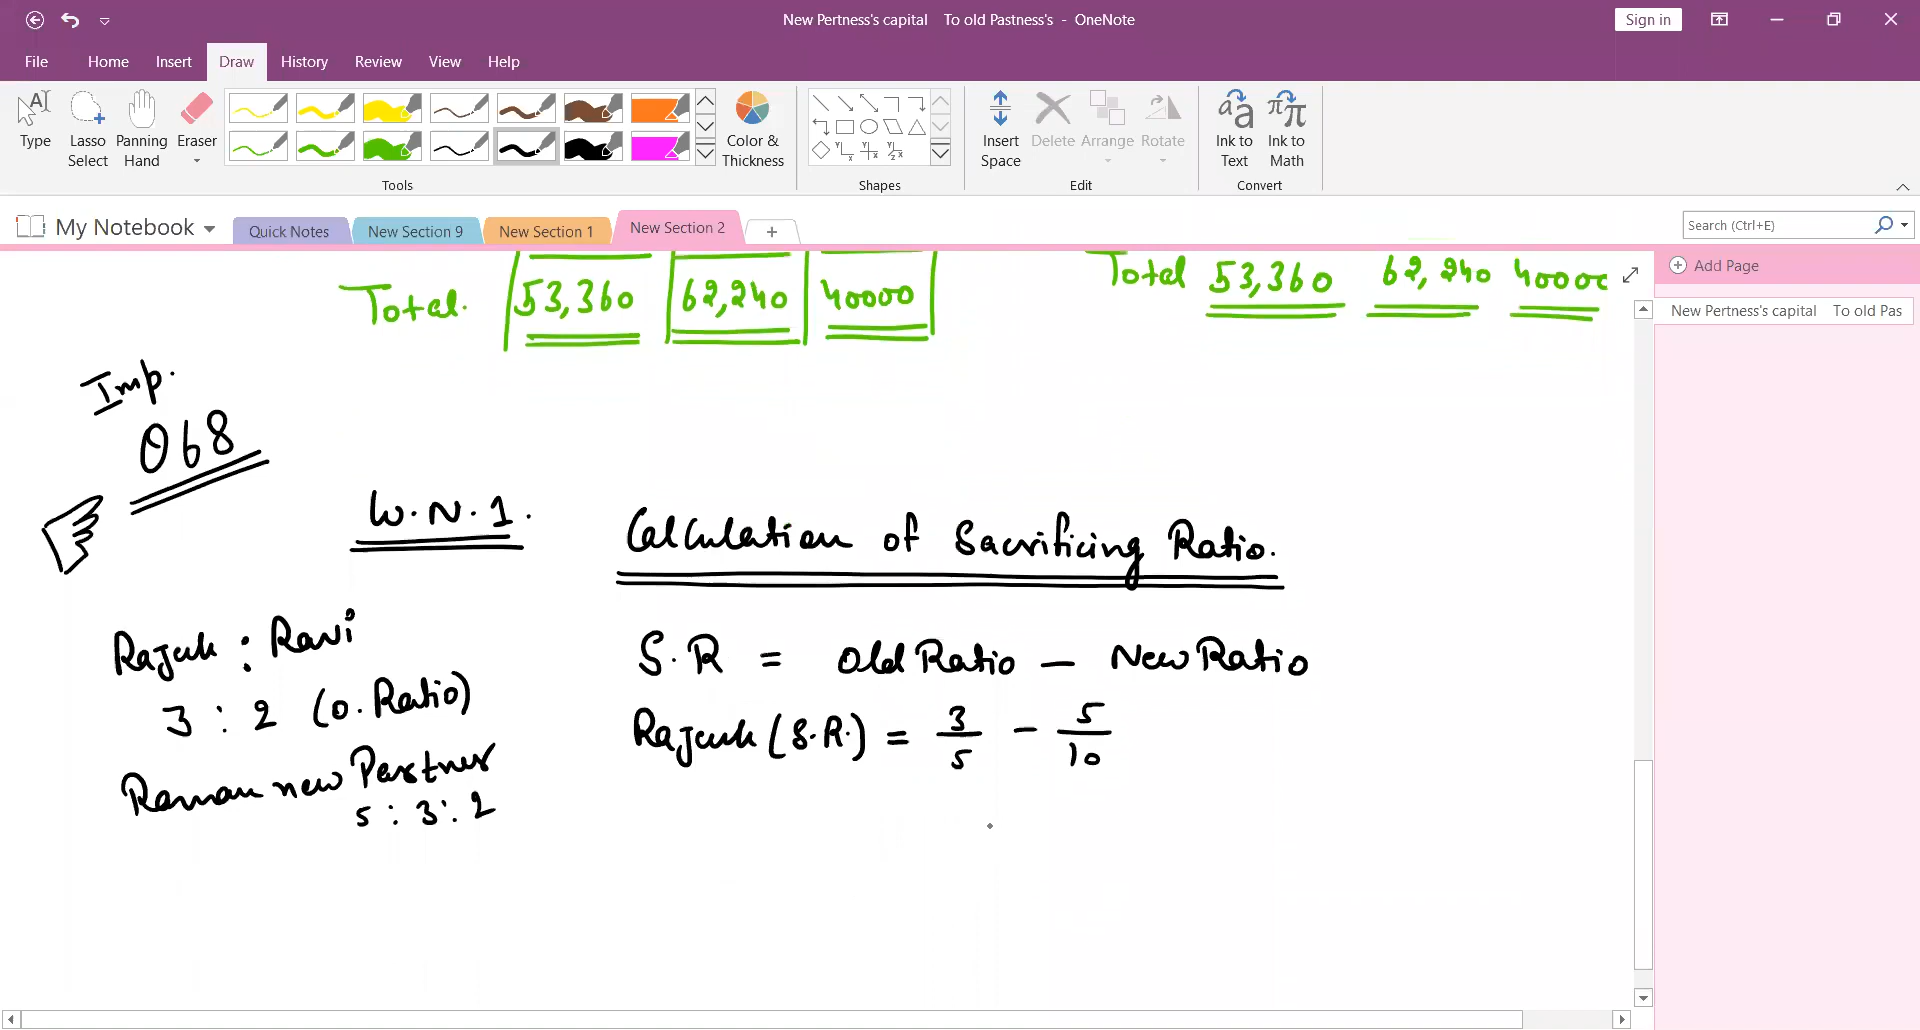 New Pertness's capital To old Pastness's - OneNote
Sign in
File Home Insert Draw History Review View Help
Type Lasso Select Panning Hand Eraser
Color & Thickness
Insert Space Delete Arrange Rotate
Ink to Text Ink to Math
Tools Shapes Edit Convert
My Notebook Quick Notes New Section 9 New Section 1 New Section 2 +
Search (Ctrl+E)
Add Page
New Pertness's capital To old Pas
Total 53,360 62,240 40000
Total. 53,360 62,240 40000
Imp.
068
W.N.1.
Calculation of Sacrificing Ratio.
Rajesh : Ravi
3 : 2 (O. Ratio)
Raman new Partner
5 : 3 : 2
S.R = Old Ratio - New Ratio
Rajesh (S.R.) = 3/5 - 5/10